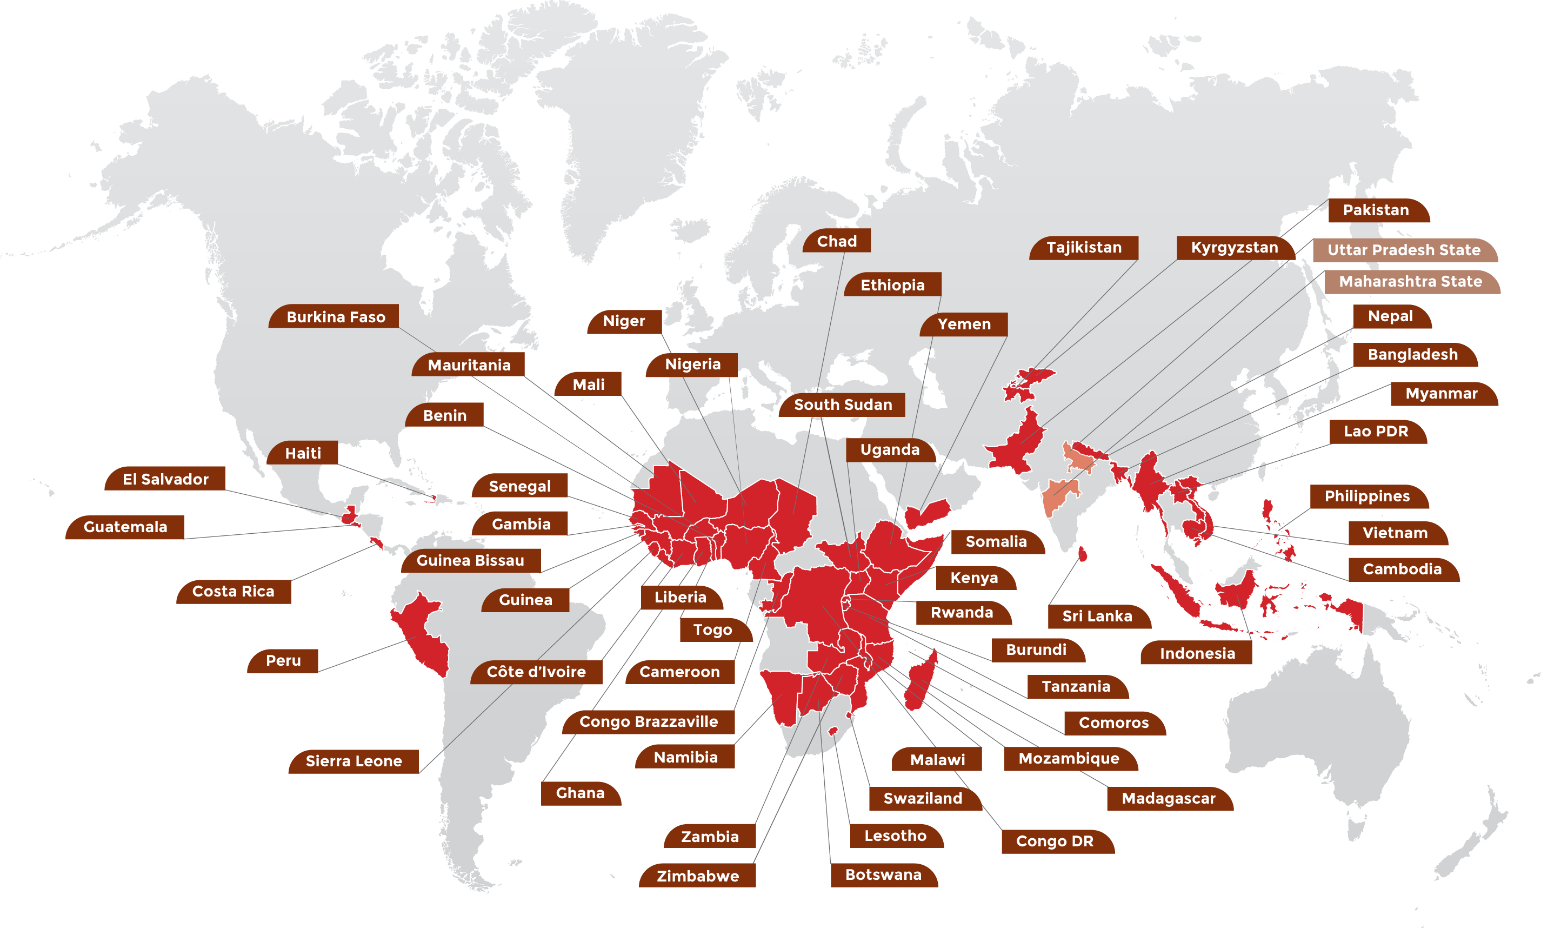 Pakistan
Chad
Tajikistan
Kyrgyzstan
Uttar Pradesh State
Maharashtra State
Ethiopia
Burkina Faso
Niger
Yemen
Nepal
Mauritania
Nigeria
Bangladesh
Mali
Myanmar
Benin
South Sudan
Lao PDR
Haiti
Uganda
El Salvador
Senegal
Philippines
Guatemala
Gambia
Vietnam
Guinea Bissau
Somalia
Cambodia
Costa Rica
Guinea
Liberia
Kenya
Rwanda
Sri Lanka
Togo
Burundi
Indonesia
Peru
Côte d’Ivoire
Cameroon
Tanzania
Congo Brazzaville
Comoros
Sierra Leone
Namibia
Malawi
Mozambique
Ghana
Swaziland
Madagascar
Zambia
Lesotho
Congo DR
Zimbabwe
Botswana